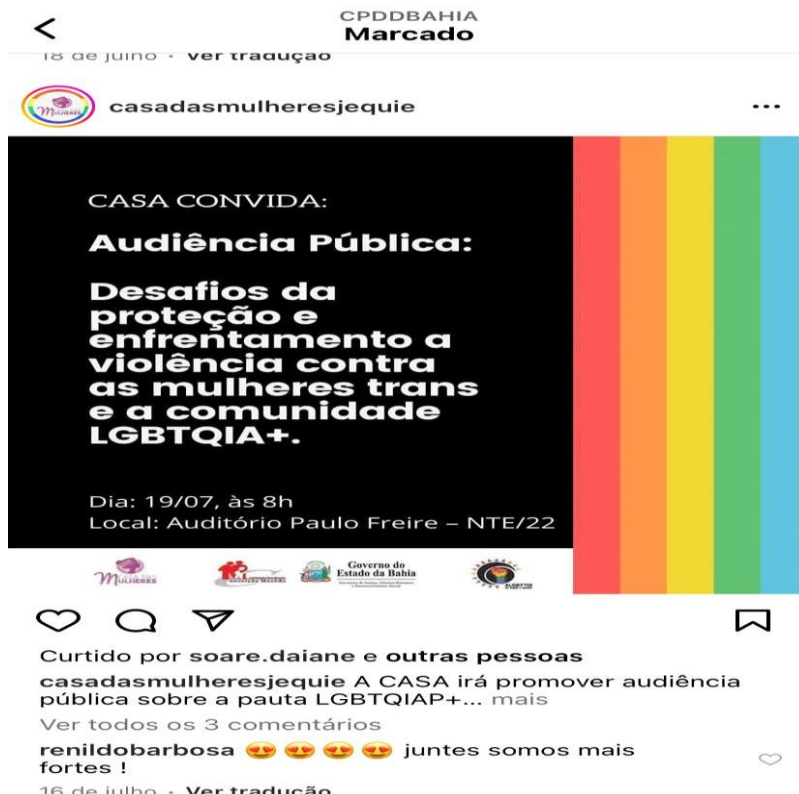 CPDDBAHIA
Marcado
18 de julho · Ver tradução
casadasmulheresjequie
CASA CONVIDA:
Audiência Pública:
Desafios da
proteção e
enfrentamento a
violência contra
as mulheres trans
e a comunidade
LGBTQIA+.
Dia: 19/07, às 8h
Local: Auditório Paulo Freire – NTE/22
MULHERES
Governo do
Estado da Bahia
Curtido por soare.daiane e outras pessoas
casadasmulheresjequie A CASA irá promover audiência
pública sobre a pauta LGBTQIAP+... mais
Ver todos os 3 comentários
renildobarbosa 😍 😍 😍 😍 juntes somos mais
fortes !
16 de julho · Ver tradução